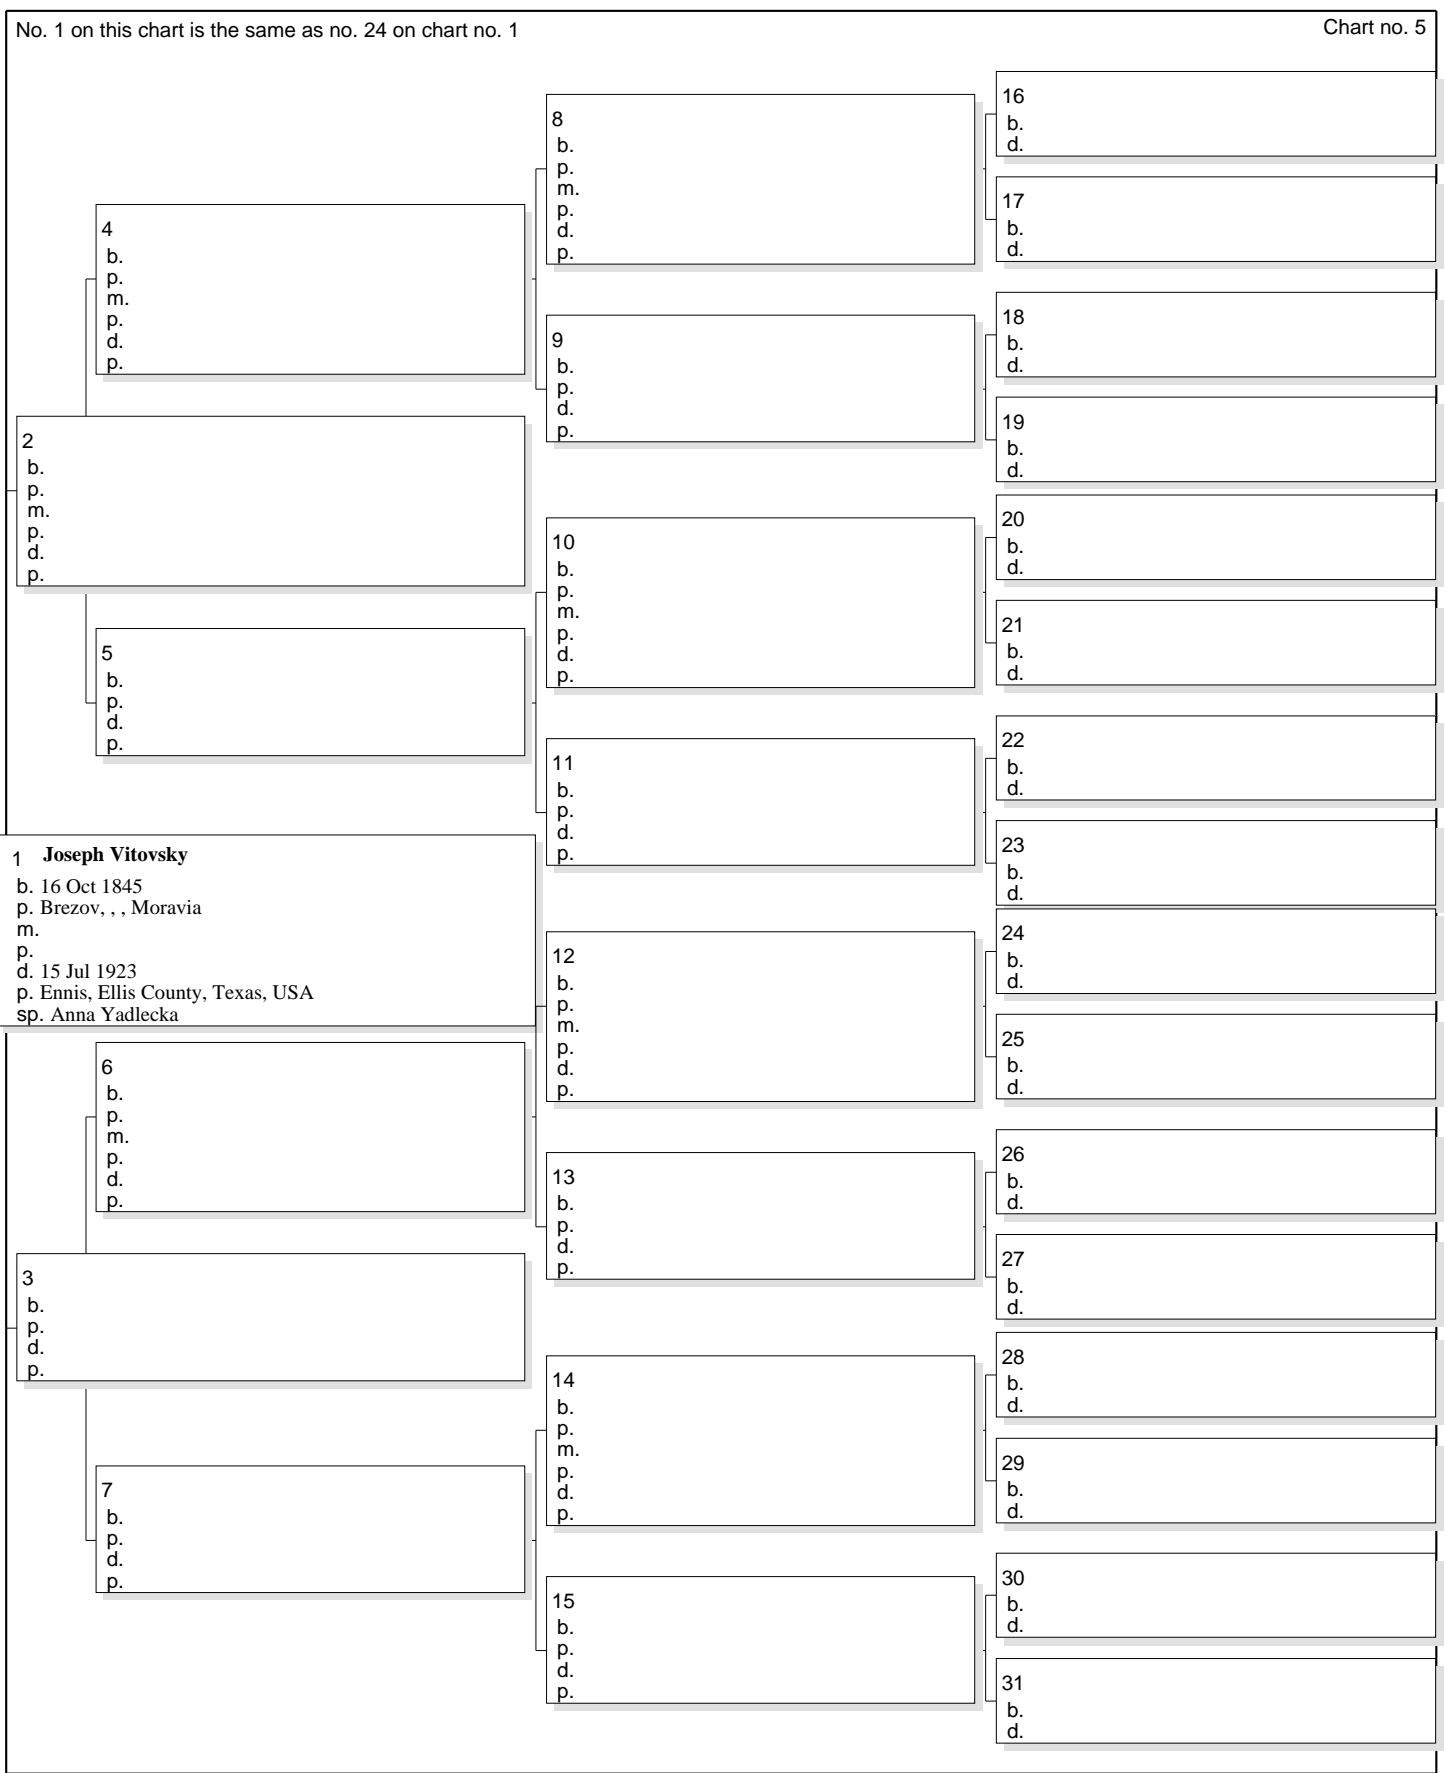 No. 1 on this chart is the same as no. 24 on chart no. 1
Chart no. 5
1 Joseph Vitovsky
b. 16 Oct 1845
p. Brezov, , , Moravia
m.
p.
d. 15 Jul 1923
p. Ennis, Ellis County, Texas, USA
sp. Anna Yadlecka
2
b.
p.
m.
p.
d.
p.
3
b.
p.
d.
p.
4
b.
p.
m.
p.
d.
p.
5
b.
p.
d.
p.
6
b.
p.
m.
p.
d.
p.
7
b.
p.
d.
p.
8
b.
p.
m.
p.
d.
p.
9
b.
p.
d.
p.
10
b.
p.
m.
p.
d.
p.
11
b.
p.
d.
p.
12
b.
p.
m.
p.
d.
p.
13
b.
p.
d.
p.
14
b.
p.
m.
p.
d.
p.
15
b.
p.
d.
p.
16
b.
d.
17
b.
d.
18
b.
d.
19
b.
d.
20
b.
d.
21
b.
d.
22
b.
d.
23
b.
d.
24
b.
d.
25
b.
d.
26
b.
d.
27
b.
d.
28
b.
d.
29
b.
d.
30
b.
d.
31
b.
d.